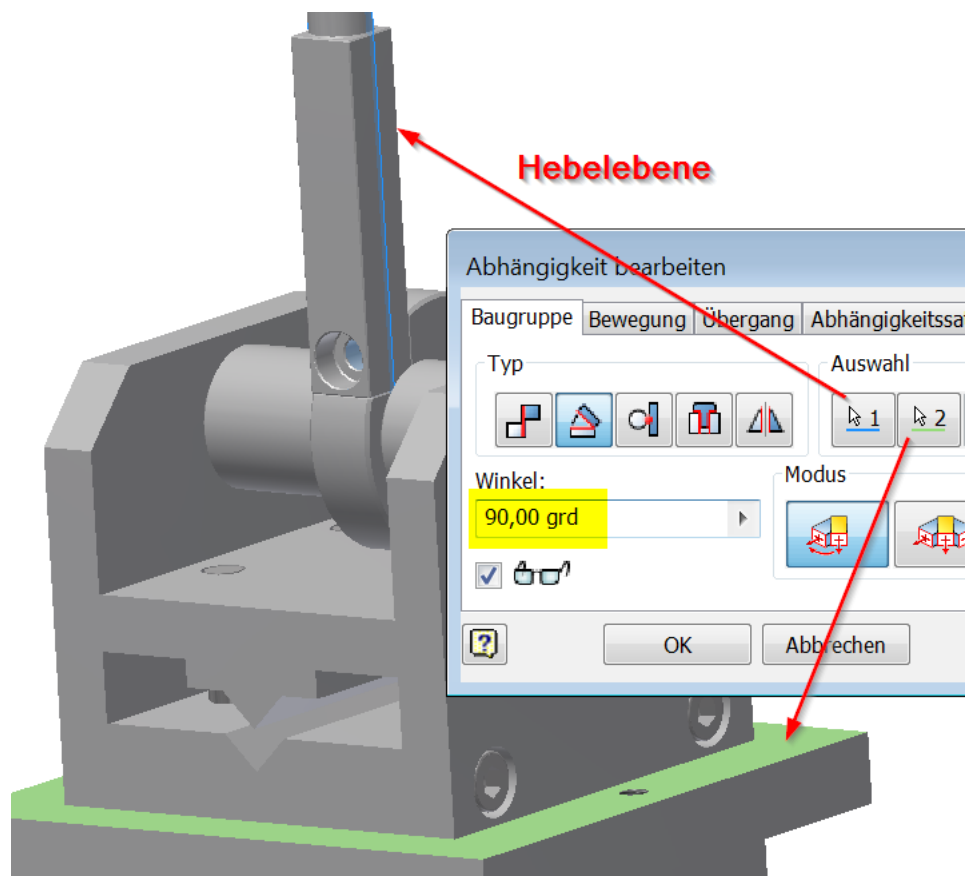 Hebelebene
Abhängigkeit bearbeiten
Baugruppe Bewegung Übergang Abhängigkeitssa
Typ
Auswahl
1 2
Winkel:
Modus
90,00 grd
OK Abbrechen